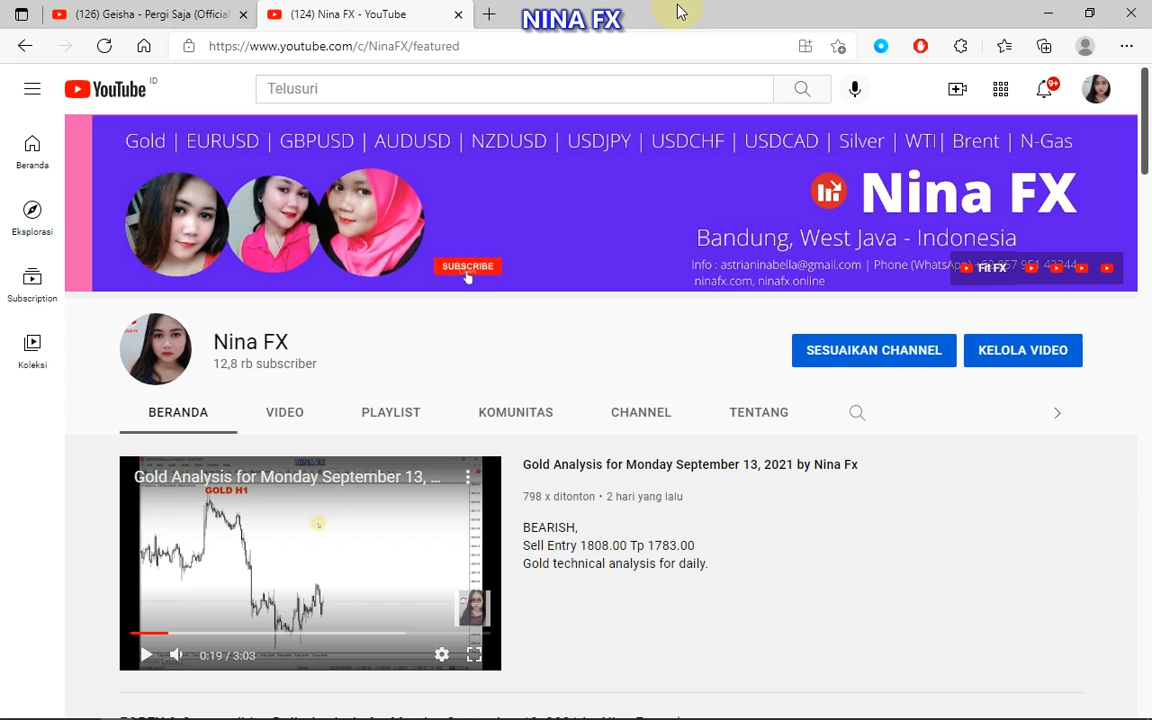 (126) Geisha - Pergi Saja (Official
(124) Nina FX - YouTube
NINA FX
https://www.youtube.com/c/NinaFX/featured
YouTube ID
Telusuri
9+
Gold | EURUSD | GBPUSD | AUDUSD | NZDUSD | USDJPY | USDCHF | USDCAD | Silver | WTI| Brent | N-Gas
Nina FX
Bandung, West Java - Indonesia
SUBSCRIBE
Info : astrianinabella@gmail.com | Phone (WhatsApp)
Fit FX
ninafx.com, ninafx.online
Beranda
Eksplorasi
Subscription
Koleksi
Nina FX
12,8 rb subscriber
SESUAIKAN CHANNEL
KELOLA VIDEO
BERANDA
VIDEO
PLAYLIST
KOMUNITAS
CHANNEL
TENTANG
Gold Analysis for Monday September 13, ...
GOLD H1
0:19 / 3:03
Gold Analysis for Monday September 13, 2021 by Nina Fx
798 x ditonton • 2 hari yang lalu
BEARISH,
Sell Entry 1808.00 Tp 1783.00
Gold technical analysis for daily.